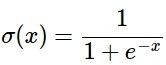 σ(x) = 1 / (1 + e^{-x})